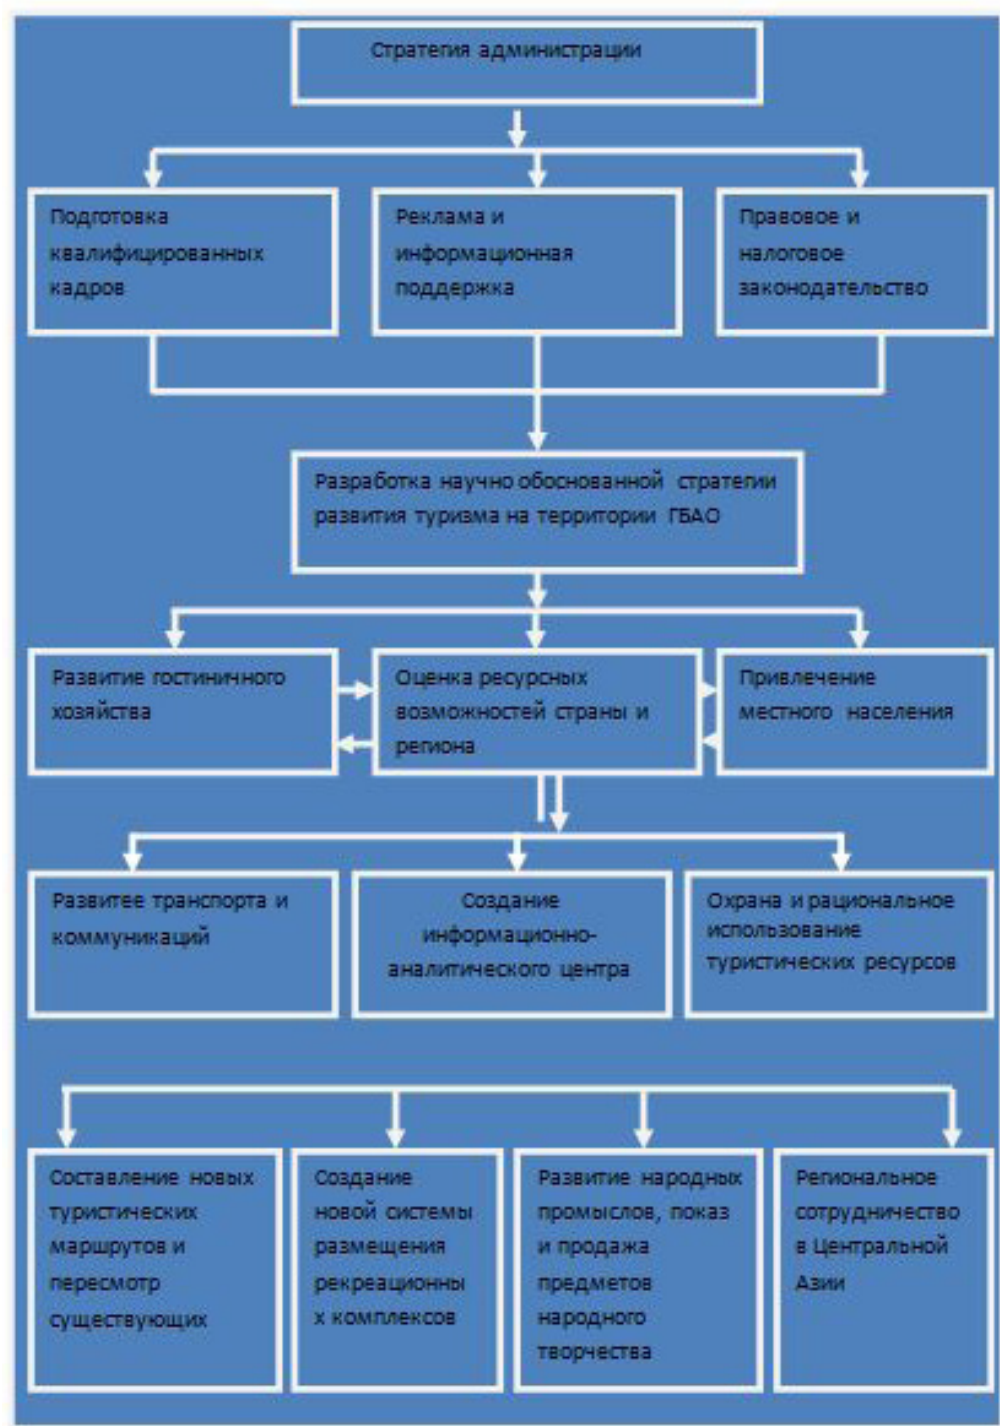 Стратегия администрации
Подготовка
квалифицированных
кадров
Реклама и
информационная
поддержка
Правовое и
налоговое
законодательство
Разработка научно обоснованной стратегии
развития туризма на территории ГБАО
Развитие гостиничного
хозяйства
Оценка ресурсных
возможностей страны и
региона
Привлечение
местного населения
Развитее транспорта и
коммуникаций
Создание
информационно-
аналитического центра
Охрана и рациональное
использование
туристических ресурсов
Составление новых
туристических
маршрутов и
пересмотр
существующих
Создание
новой системы
размещения
рекреационны
х комплексов
Развитие народных
промыслов, показ
и продажа
предметов
народного
творчества
Региональное
сотрудничество
в Центральной
Азии